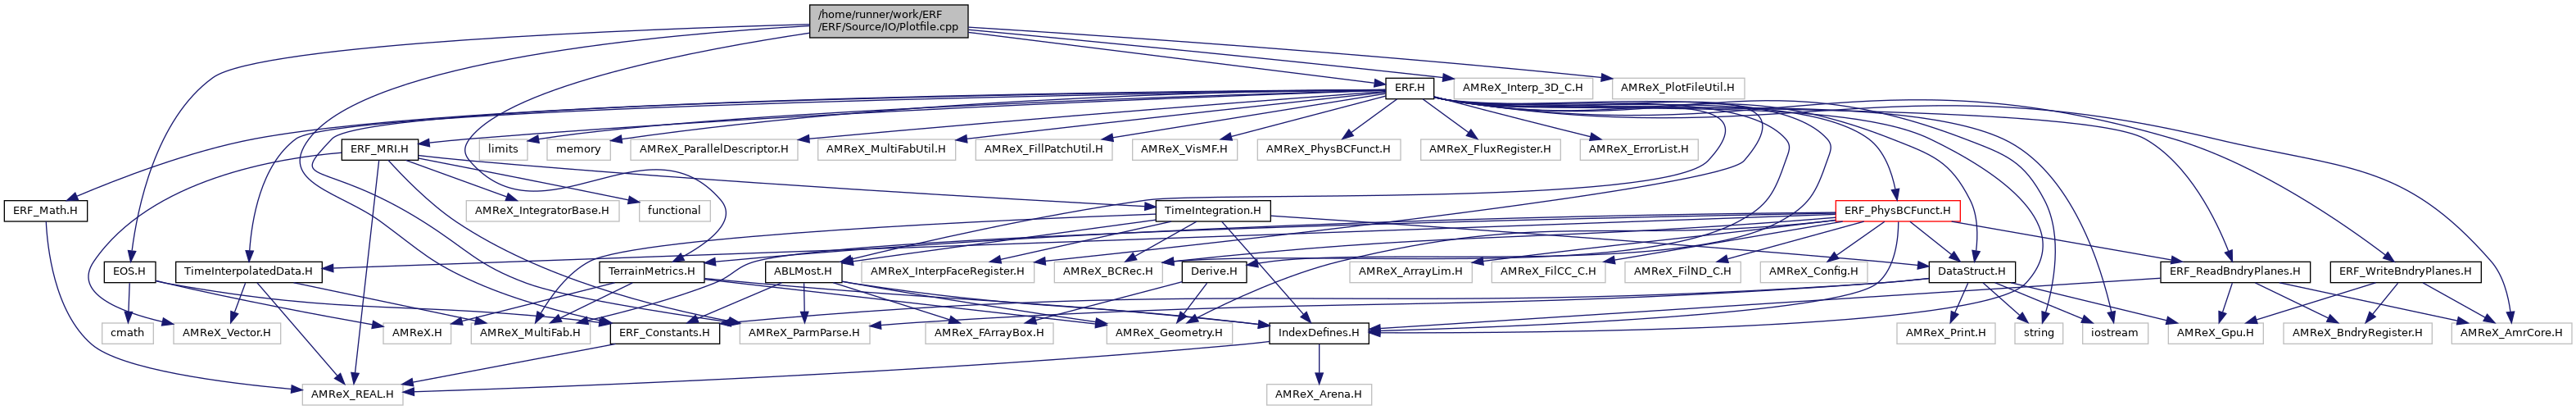 /home/runner/work/ERF
/ERF/Source/IO/Plotfile.cpp
ERF.H
AMReX_Interp_3D_C.H
AMReX_PlotFileUtil.H
ERF_MRI.H
limits
memory
AMReX_ParallelDescriptor.H
AMReX_MultiFabUtil.H
AMReX_FillPatchUtil.H
AMReX_VisMF.H
AMReX_PhysBCFunct.H
AMReX_FluxRegister.H
AMReX_ErrorList.H
ERF_Math.H
AMReX_IntegratorBase.H
functional
TimeIntegration.H
ERF_PhysBCFunct.H
EOS.H
TimeInterpolatedData.H
TerrainMetrics.H
ABLMost.H
AMReX_InterpFaceRegister.H
AMReX_BCRec.H
Derive.H
AMReX_ArrayLim.H
AMReX_FilCC_C.H
AMReX_FilND_C.H
AMReX_Config.H
DataStruct.H
ERF_ReadBndryPlanes.H
ERF_WriteBndryPlanes.H
cmath
AMReX_Vector.H
AMReX.H
AMReX_MultiFab.H
ERF_Constants.H
AMReX_ParmParse.H
AMReX_FArrayBox.H
AMReX_Geometry.H
IndexDefines.H
AMReX_Print.H
string
iostream
AMReX_Gpu.H
AMReX_BndryRegister.H
AMReX_AmrCore.H
AMReX_REAL.H
AMReX_Arena.H